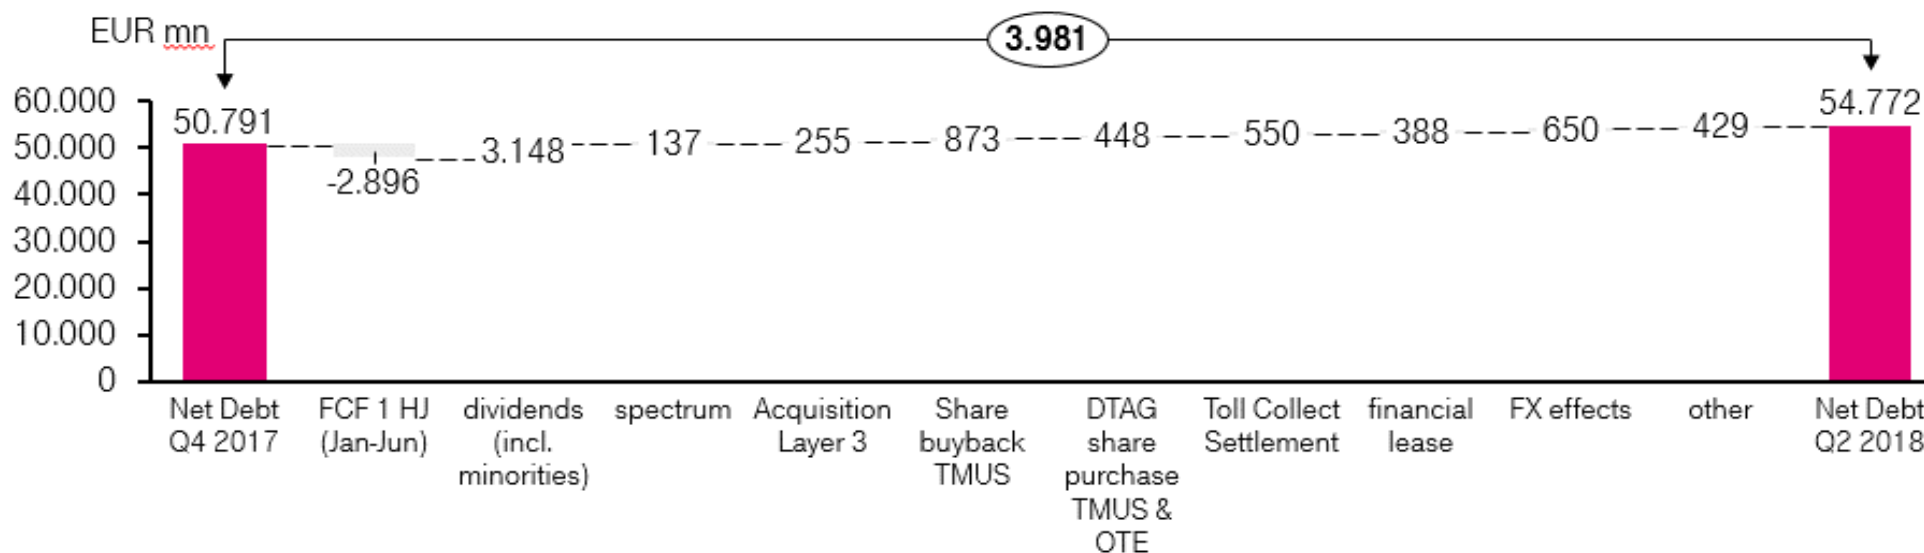 EUR mn
3.981
60.000
50.000
40.000
30.000
20.000
10.000
0
50.791
-2.896
3.148
137
255
873
448
550
388
650
429
54.772
Net Debt
Q4 2017
FCF 1 HJ
(Jan-Jun)
dividends
(incl.
minorities)
spectrum
Acquisition
Layer 3
Share
buyback
TMUS
DTAG
share
purchase
TMUS &
OTE
Toll Collect
Settlement
financial
lease
FX effects
other
Net Debt
Q2 2018